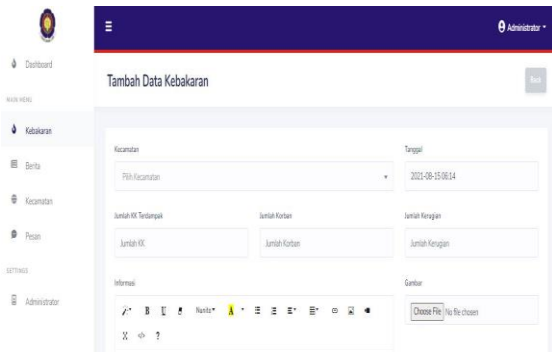 Administrator
Dashboard
MAIN MENU
Kebakaran
Berita
Kecamatan
Pesan
SETTINGS
Administrator
Tambah Data Kebakaran
Back
Kecamatan
Pilih Kecamatan
Tanggal
2021-08-15 06:14
Jumlah KK Terdampak
Jumlah Korban
Jumlah Kerugian
Jumlah KK
Jumlah Korban
Jumlah Kerugian
Informasi
Gambar
B U Nunito A
Choose File No file chosen
X </> ?